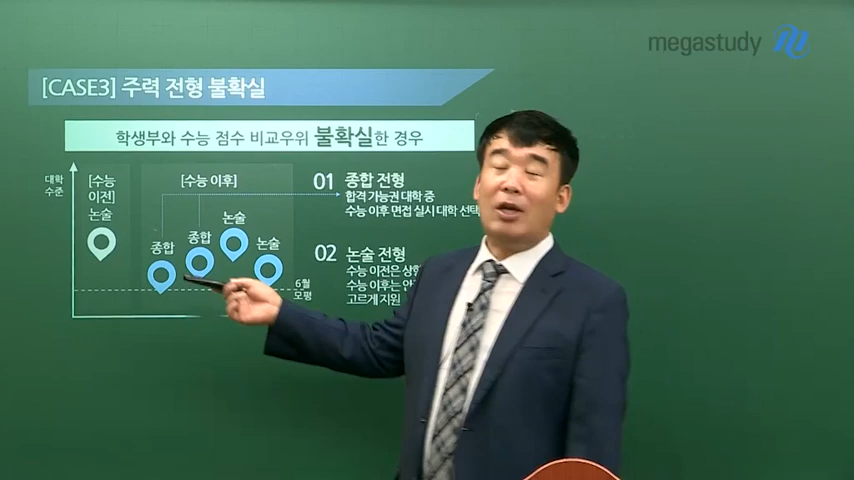 megastudy
[CASE3] 주력 전형 불확실
학생부와 수능 점수 비교우위 불확실한 경우
대학
수준
[수능
이전]
논술
[수능 이후]
종합
종합
논술
논술
6월
모평
01 종합 전형
합격 가능권 대학 중
수능 이후 면접 실시 대학 선택
02 논술 전형
수능 이전은 상향
수능 이후는
고르게 지원